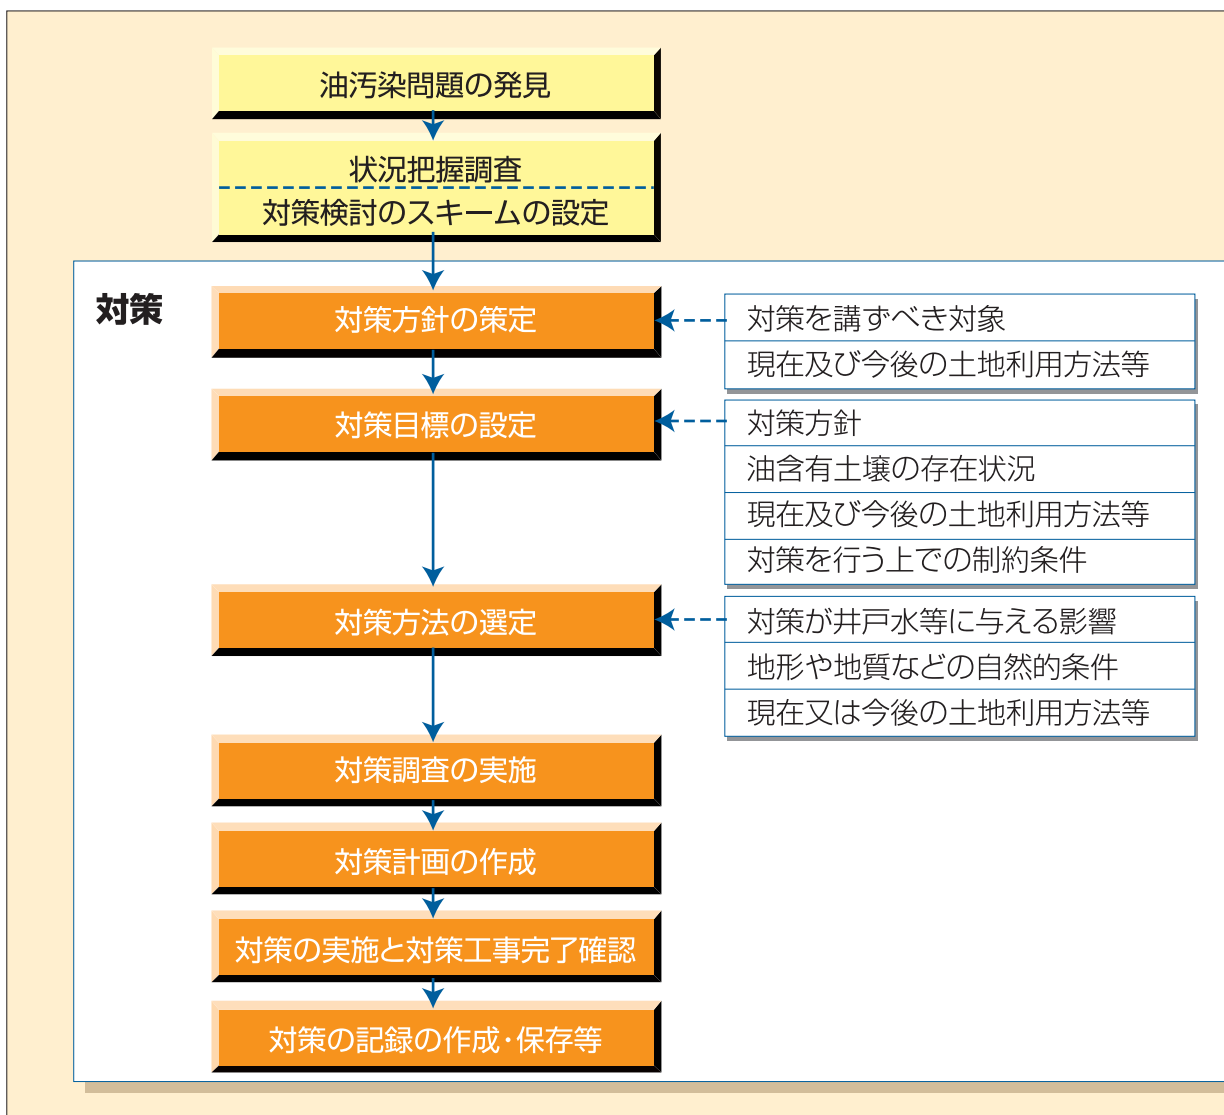 油汚染問題の発見
状況把握調査
対策検討のスキームの設定
対策
対策方針の策定
対策を講ずべき対象
現在及び今後の土地利用方法等
対策目標の設定
対策方針
油含有土壌の存在状況
現在及び今後の土地利用方法等
対策を行う上での制約条件
対策方法の選定
対策が井戸水等に与える影響
地形や地質などの自然的条件
現在又は今後の土地利用方法等
対策調査の実施
対策計画の作成
対策の実施と対策工事完了確認
対策の記録の作成・保存等